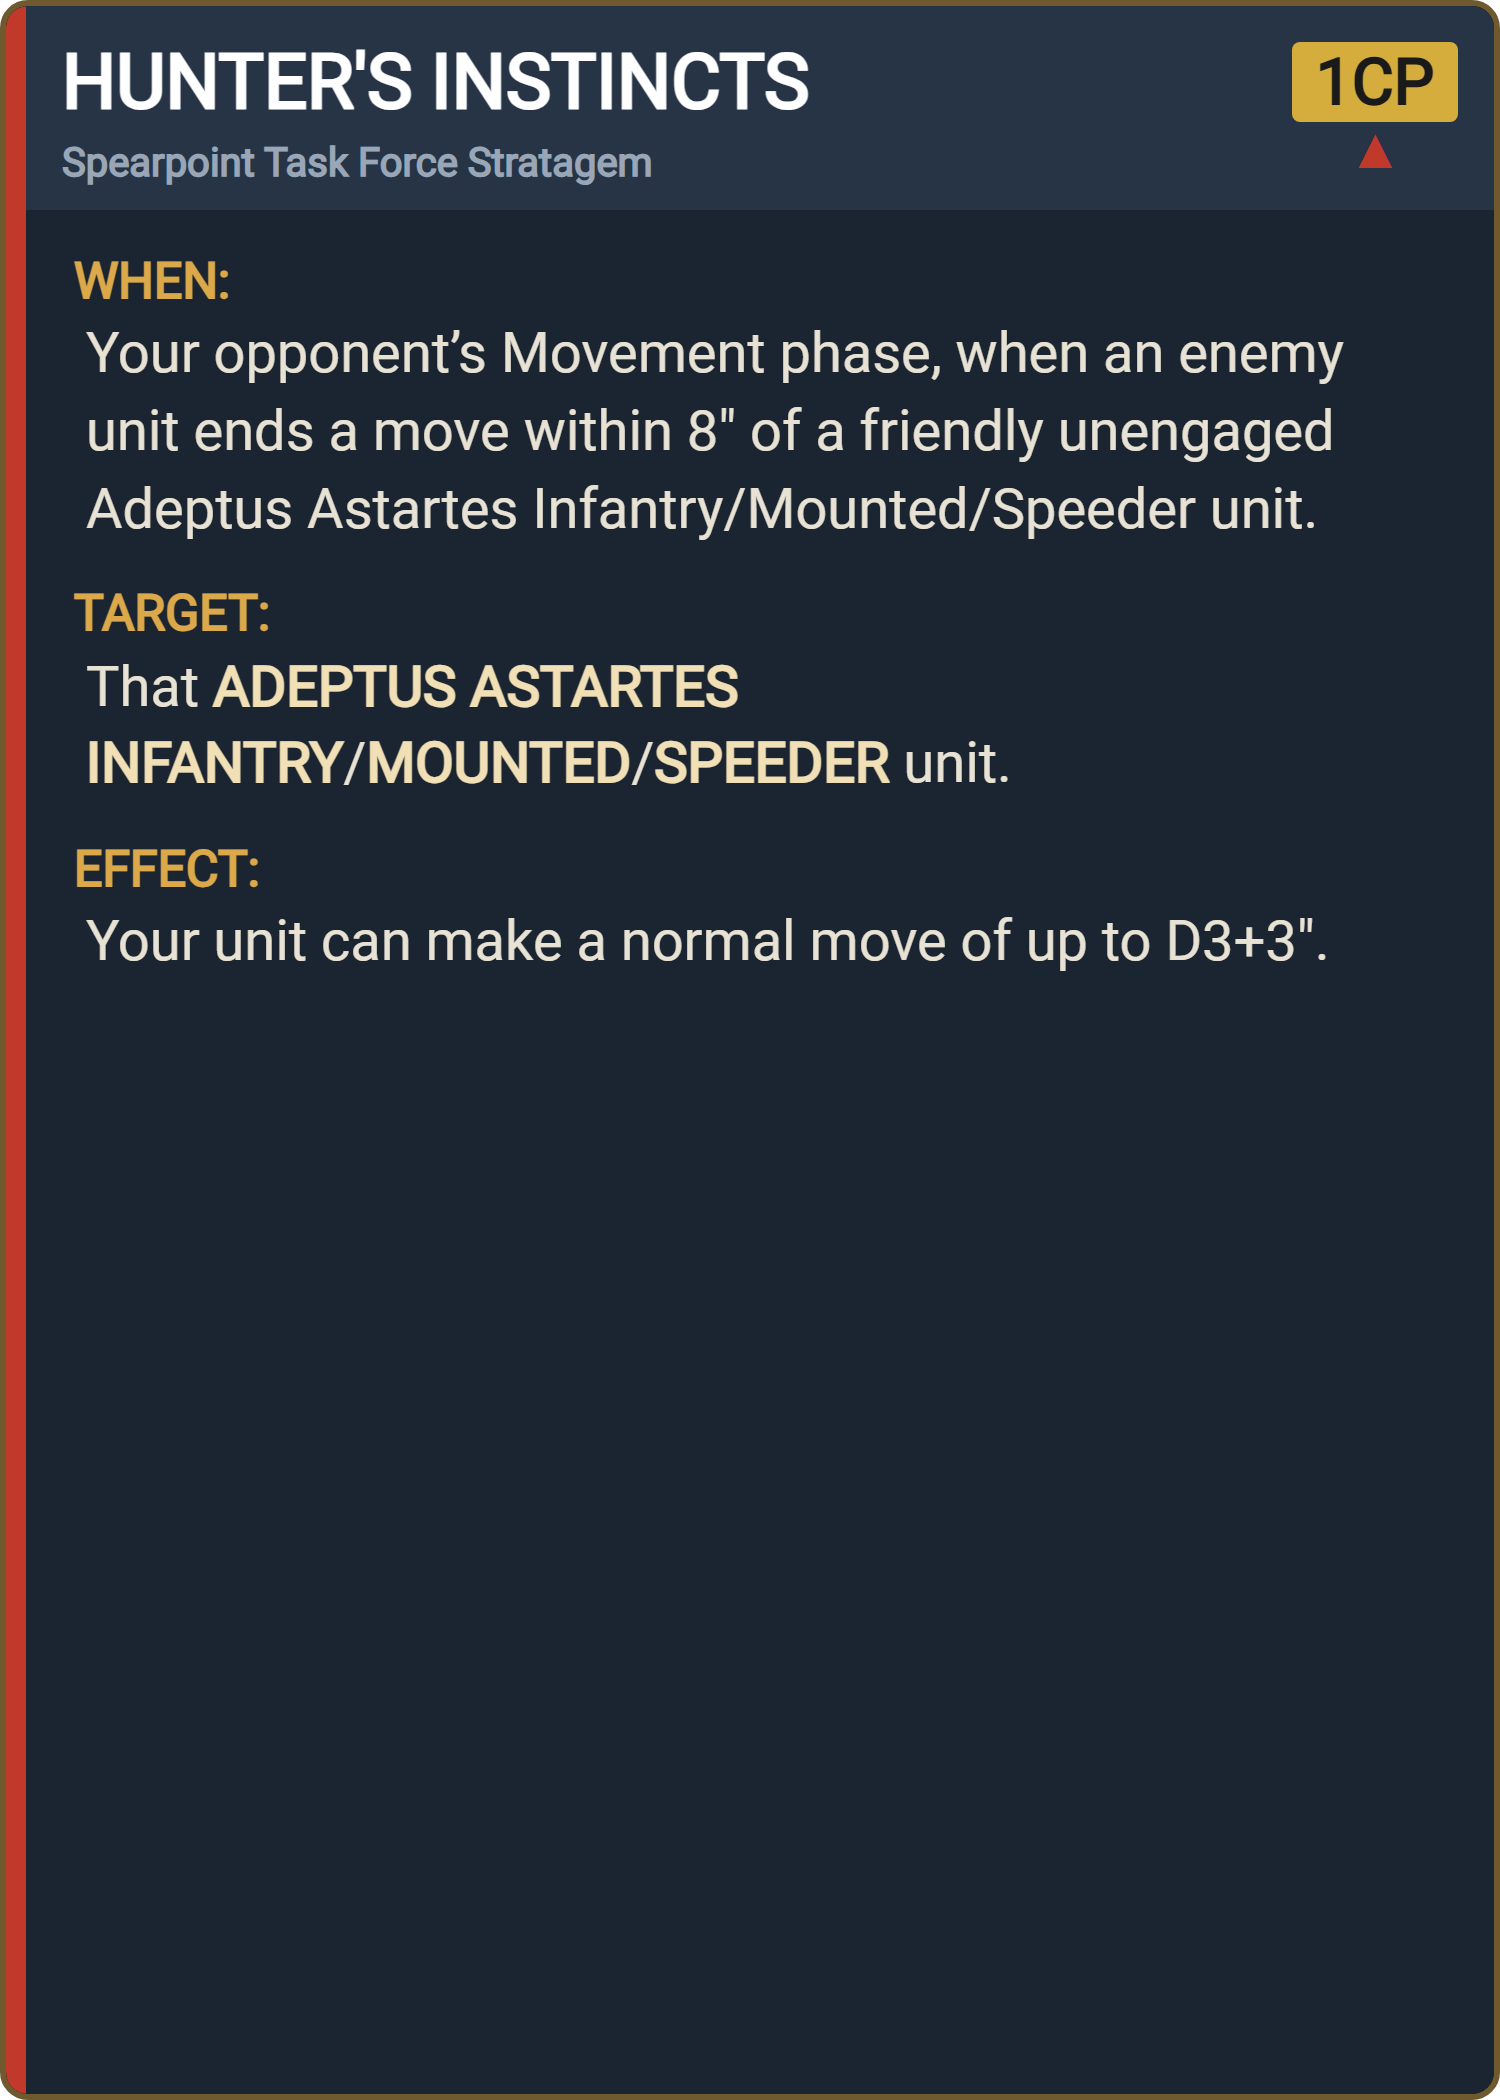 HUNTER'S INSTINCTS
1CP
Spearpoint Task Force Stratagem
WHEN:
Your opponent’s Movement phase, when an enemy
unit ends a move within 8" of a friendly unengaged
Adeptus Astartes Infantry/Mounted/Speeder unit.
TARGET:
That ADEPTUS ASTARTES
INFANTRY/MOUNTED/SPEEDER unit.
EFFECT:
Your unit can make a normal move of up to D3+3".